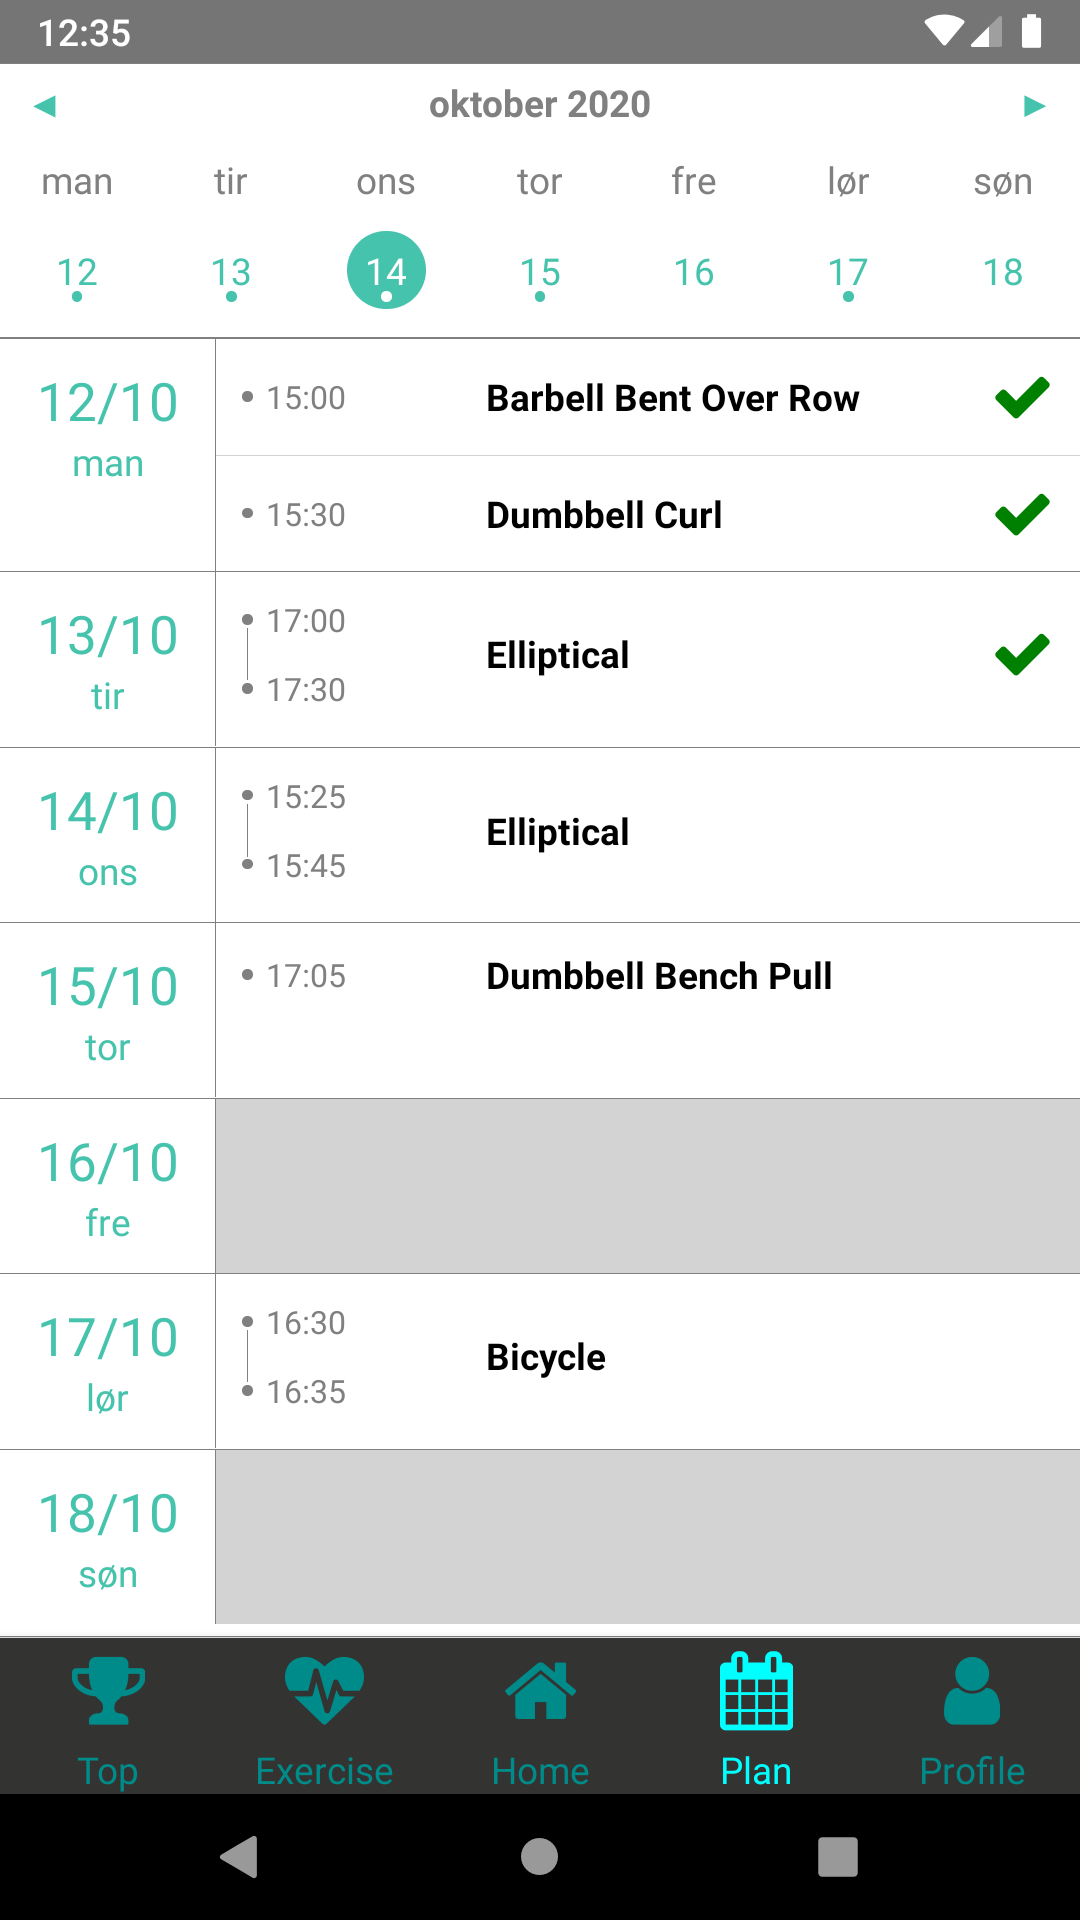 12:35
oktober 2020
man tir ons tor fre lør søn
12 13 14 15 16 17 18
12/10
man
15:00 Barbell Bent Over Row
15:30 Dumbbell Curl
13/10
tir
17:00
17:30
Elliptical
14/10
ons
15:25
15:45
Elliptical
15/10
tor
17:05 Dumbbell Bench Pull
16/10
fre
17/10
lør
16:30
16:35
Bicycle
18/10
søn
Top Exercise Home Plan Profile